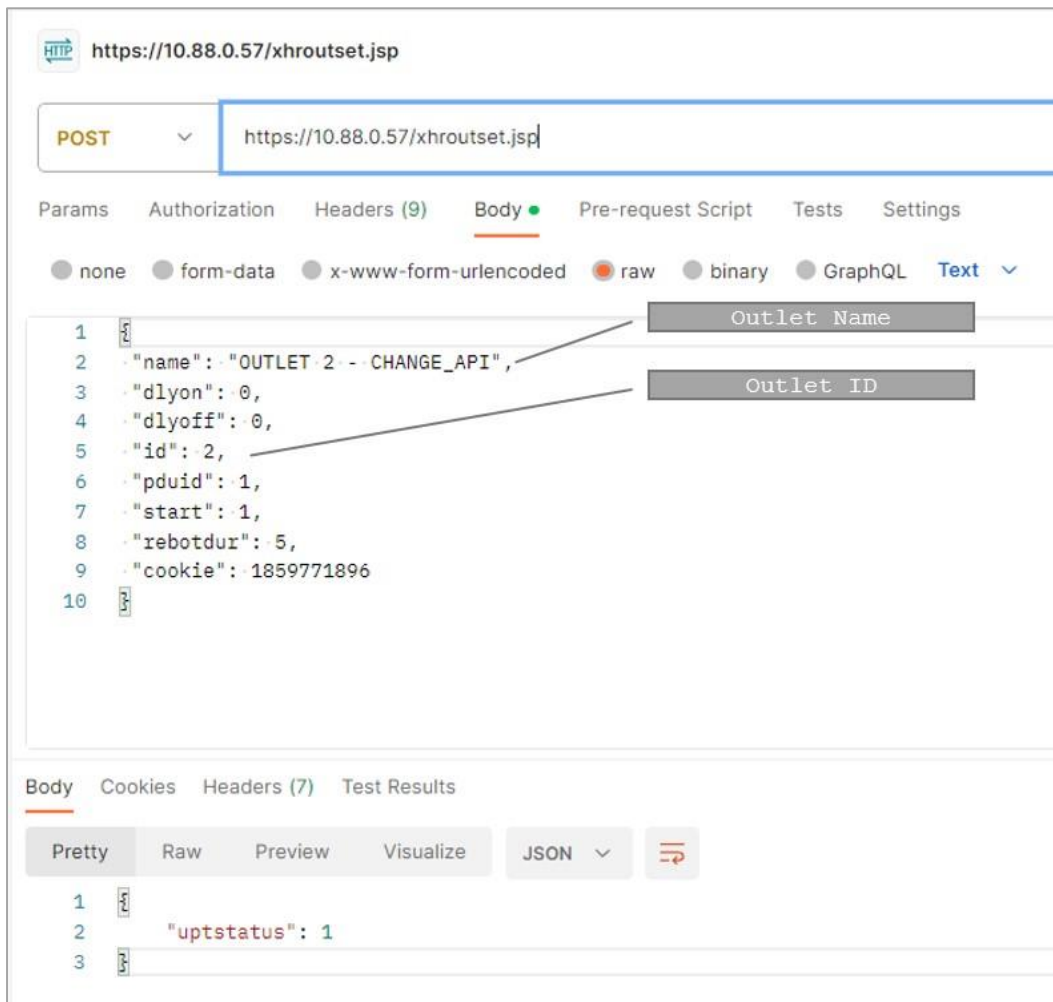 HTTP https://10.88.0.57/xhroutset.jsp
POST https://10.88.0.57/xhroutset.jsp
Params Authorization Headers (9) Body Pre-request Script Tests Settings
none form-data x-www-form-urlencoded raw binary GraphQL Text
Outlet Name
1 {
2 "name": "OUTLET 2 - CHANGE_API",
Outlet ID
3 "dlyon": 0,
4 "dlyoff": 0,
5 "id": 2,
6 "pduid": 1,
7 "start": 1,
8 "rebotdur": 5,
9 "cookie": 1859771896
10 }
Body Cookies Headers (7) Test Results
Pretty Raw Preview Visualize JSON
1 {
2 "uptstatus": 1
3 }